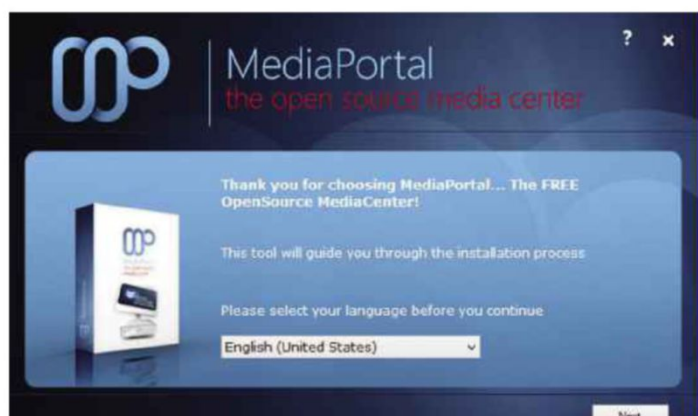 ? x
MediaPortal
the open source media center
Thank you for choosing MediaPortal... The FREE
OpenSource MediaCenter!
This tool will guide you through the installation process
Please select your language before you continue
English (United States)
Next